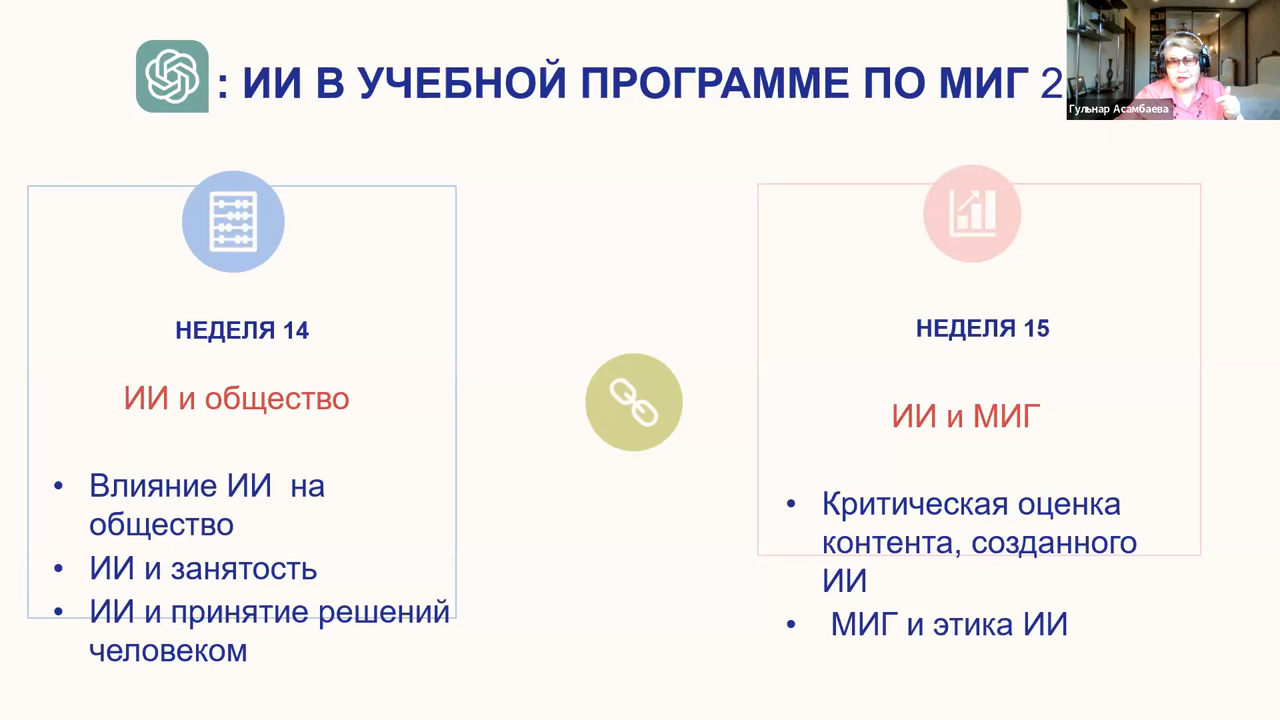 : ИИ В УЧЕБНОЙ ПРОГРАММЕ ПО МИГ 2
Гульнар Асамбаева
НЕДЕЛЯ 14
ИИ и общество
• Влияние ИИ на
общество
• ИИ и занятость
• ИИ и принятие решений
человеком
НЕДЕЛЯ 15
ИИ и МИГ
• Критическая оценка
контента, созданного
ИИ
• МИГ и этика ИИ